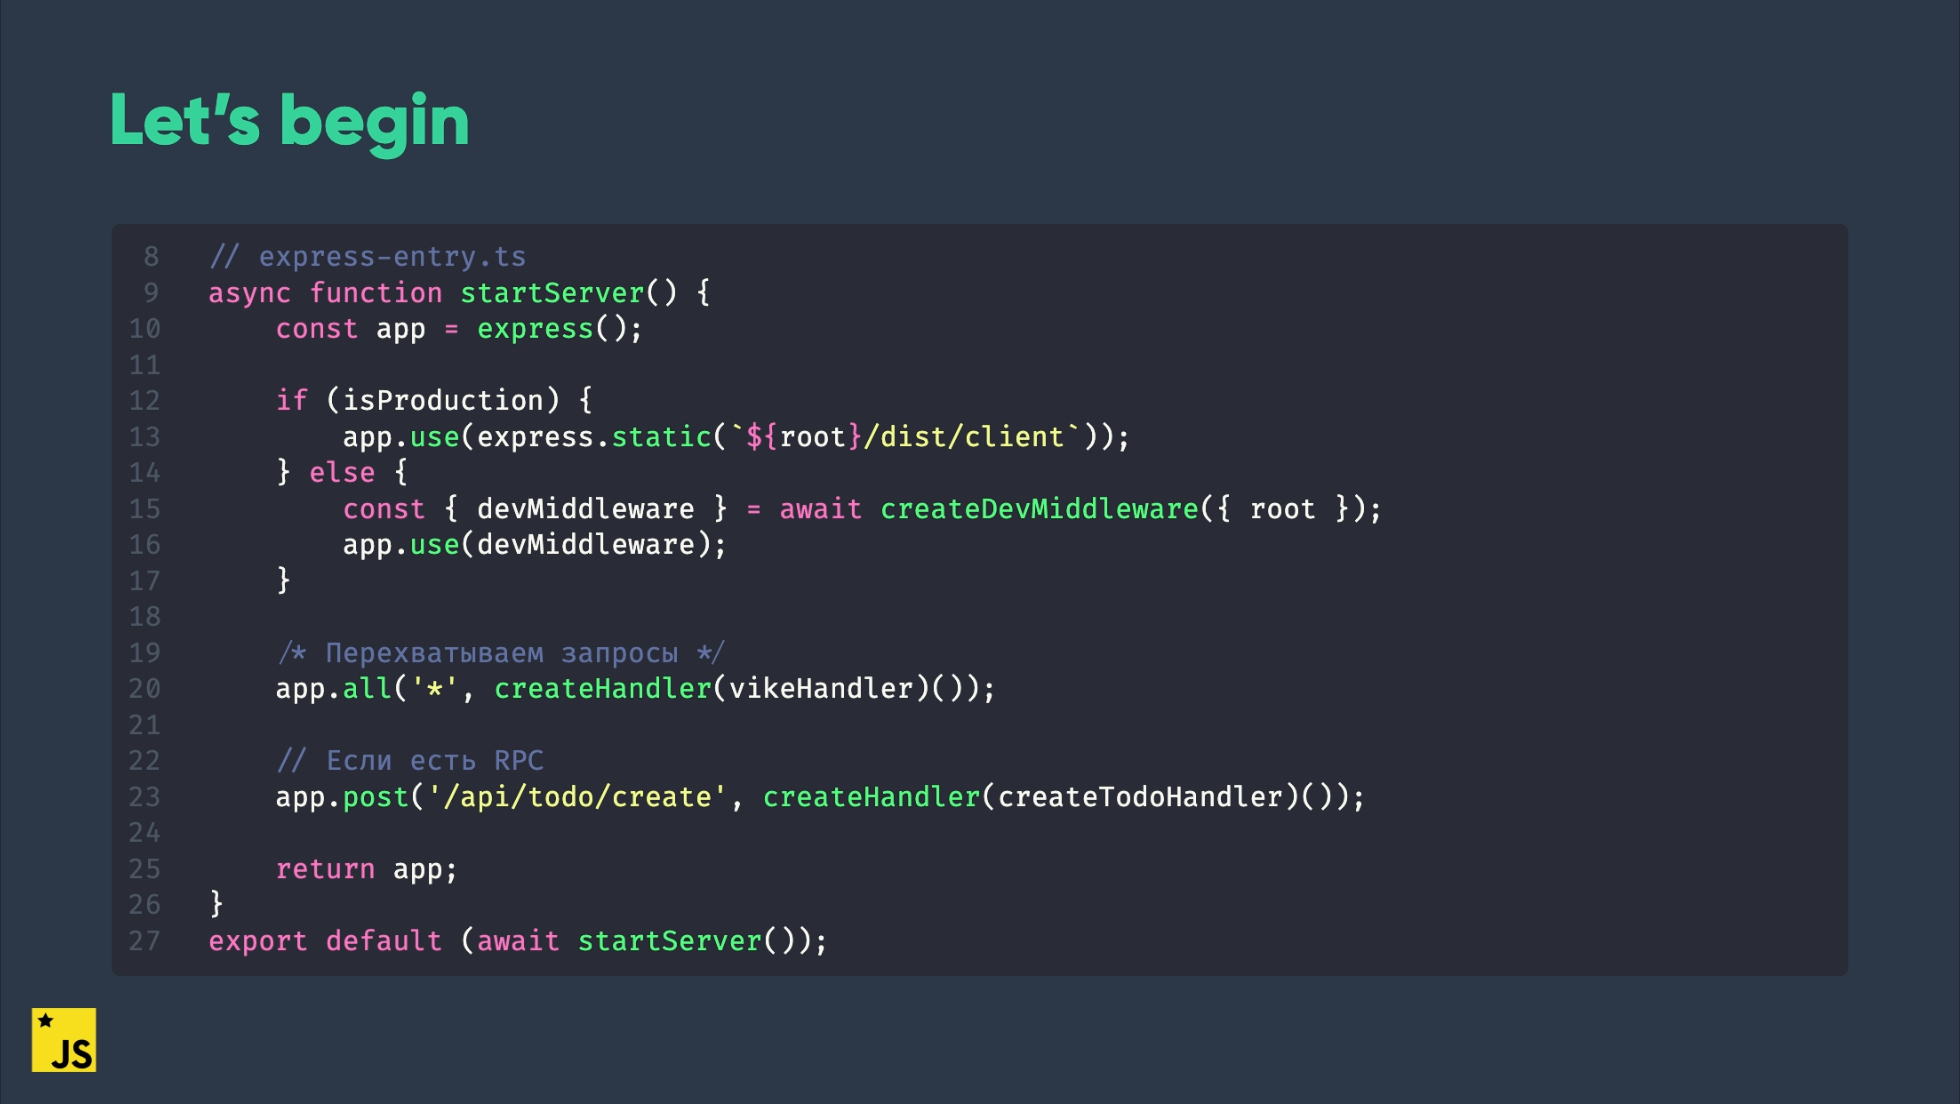 Let's begin
8 // express-entry.ts
9 async function startServer() {
10     const app = express();
11
12     if (isProduction) {
13         app.use(express.static(`${root}/dist/client`));
14     } else {
15         const { devMiddleware } = await createDevMiddleware({ root });
16         app.use(devMiddleware);
17     }
18
19     /* Перехватываем запросы */
20     app.all('*', createHandler(vikeHandler)());
21
22     // Если есть RPC
23     app.post('/api/todo/create', createHandler(createTodoHandler)());
24
25     return app;
26 }
27 export default (await startServer());
JS